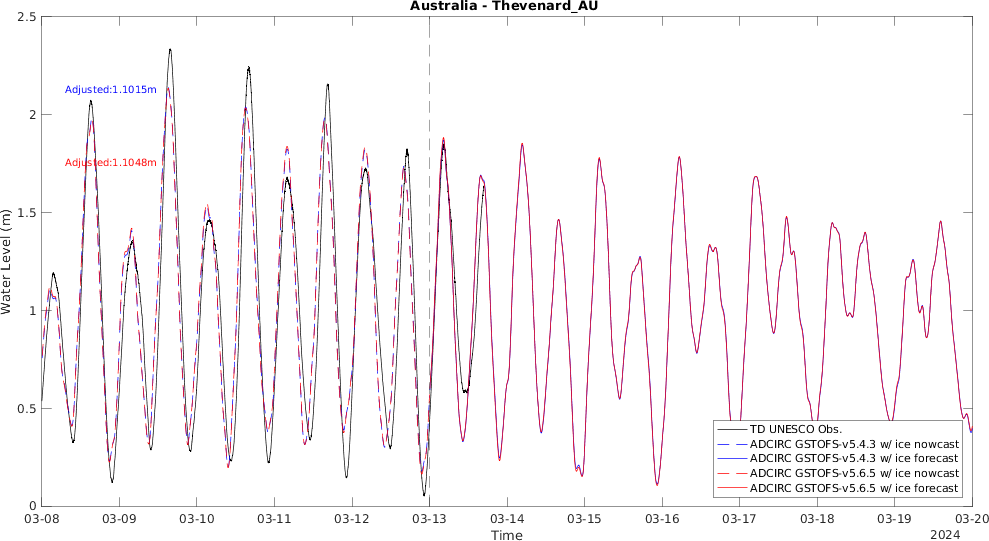 Australia - Thevenard_AU
2.5
2
1.5
1
0.5
0
Water Level (m)
Adjusted:1.1015m
Adjusted:1.1048m
TD UNESCO Obs.
ADCIRC GSTOFS-v5.4.3 w/ ice nowcast
ADCIRC GSTOFS-v5.4.3 w/ ice forecast
ADCIRC GSTOFS-v5.6.5 w/ ice nowcast
ADCIRC GSTOFS-v5.6.5 w/ ice forecast
03-08 03-09 03-10 03-11 03-12 03-13 03-14 03-15 03-16 03-17 03-18 03-19 03-20
Time
2024